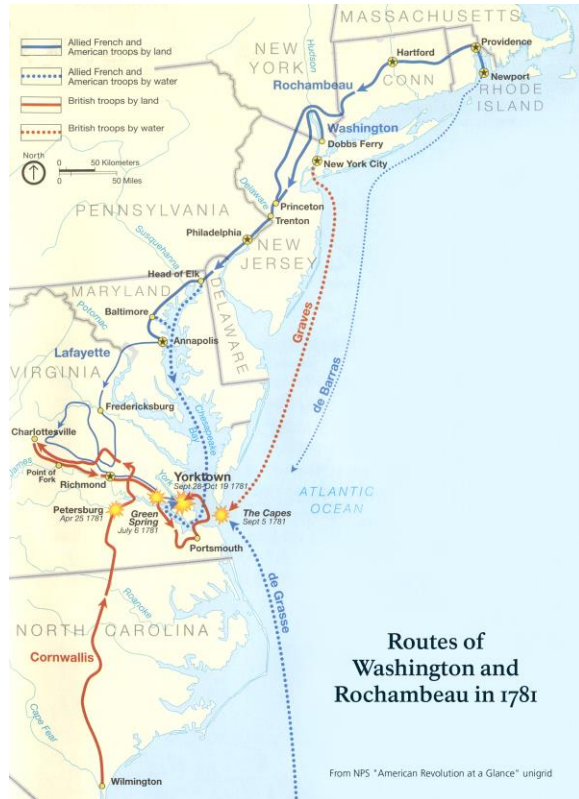 MASSACHUSETTS
Allied French and
American troops by land
Allied French and
American troops by water
British troops by land
British troops by water
North
0 50 Kilometers
50 Miles
NEW
YORK
Hudson
Hartford
Providence
CONN
Newport
RHODE
ISLAND
Rochambeau
Washington
Dobbs Ferry
New York City
Delaware
Princeton
Trenton
PENNSYLVANIA
Susquehanna
Philadelphia
NEW
JERSEY
Head of Elk
MARYLAND
DELAWARE
Baltimore
Potomac
Annapolis
Graves
de Barras
Lafayette
VIRGINIA
Fredericksburg
Chesapeake
Bay
Charlottesville
Point of
Fork
James
Richmond
York
Yorktown
Sept 28-Oct 19 1781
ATLANTIC
OCEAN
Petersburg
Apr 25 1781
Green
Spring
July 6 1781
The Capes
Sept 5 1781
Portsmouth
de Grasse
Roanoke
NORTH CAROLINA
Cornwallis
Cape Fear
Wilmington
Routes of
Washington and
Rochambeau in 1781
From NPS "American Revolution at a Glance" unigrid